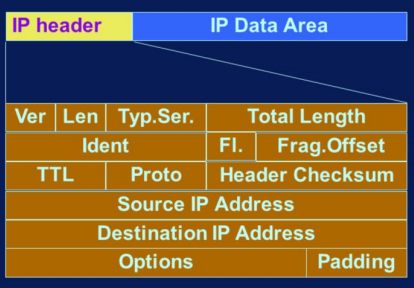 IP header IP Data Area
Ver Len Typ.Ser. Total Length
Ident Fl. Frag.Offset
TTL Proto Header Checksum
Source IP Address
Destination IP Address
Options Padding